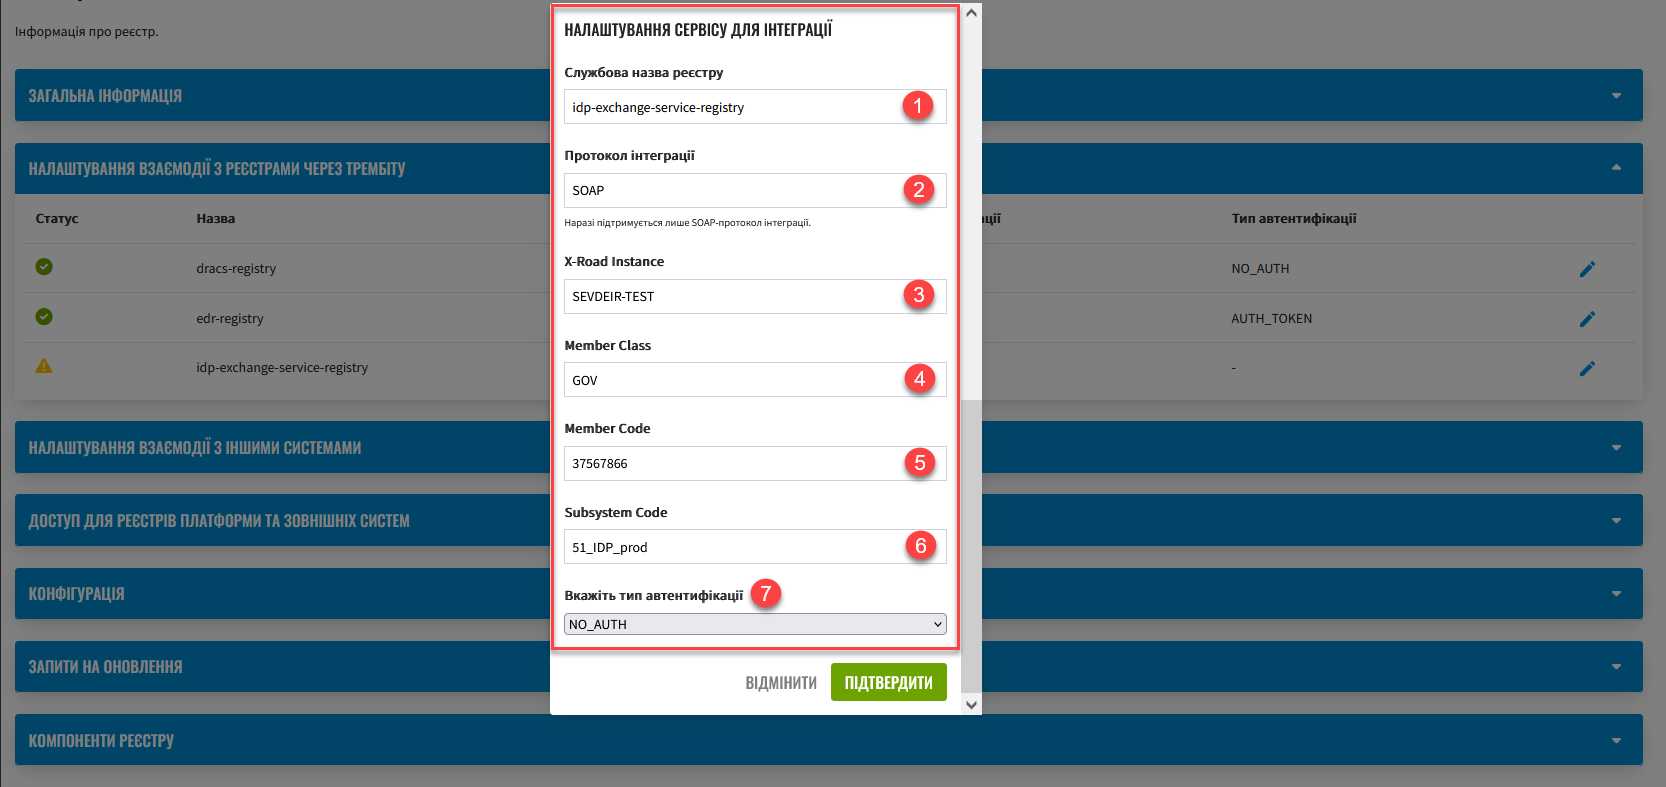 Інформація про реєстр.
ЗАГАЛЬНА ІНФОРМАЦІЯ
НАЛАШТУВАННЯ ВЗАЄМОДІЇ З РЕЄСТРАМИ ЧЕРЕЗ ТРЕМБІТУ
Статус Назва Тип автентифікації
dracs-registry NO_AUTH
edr-registry AUTH_TOKEN
idp-exchange-service-registry -
НАЛАШТУВАННЯ ВЗАЄМОДІЇ З ІНШИМИ СИСТЕМАМИ
ДОСТУП ДЛЯ РЕЄСТРІВ ПЛАТФОРМИ ТА ЗОВНІШНІХ СИСТЕМ
КОНФІГУРАЦІЯ
ЗАПИТИ НА ОНОВЛЕННЯ
КОМПОНЕНТИ РЕЄСТРУ
НАЛАШТУВАННЯ СЕРВІСУ ДЛЯ ІНТЕГРАЦІЇ
Службова назва реєстру
idp-exchange-service-registry 1
Протокол інтеграції
SOAP 2
Наразі підтримується лише SOAP-протокол інтеграції.
X-Road Instance
SEVDEIR-TEST 3
Member Class
GOV 4
Member Code
37567866 5
Subsystem Code
51_IDP_prod 6
Вкажіть тип автентифікації 7
NO_AUTH
ВІДМІНИТИ ПІДТВЕРДИТИ